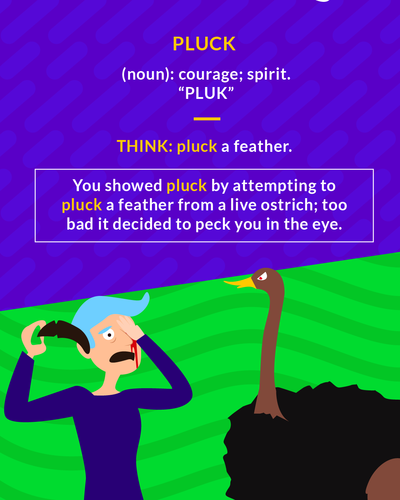 PLUCK
(noun): courage; spirit.
“PLUK”
THINK: pluck a feather.
You showed pluck by attempting to
pluck a feather from a live ostrich; too
bad it decided to peck you in the eye.